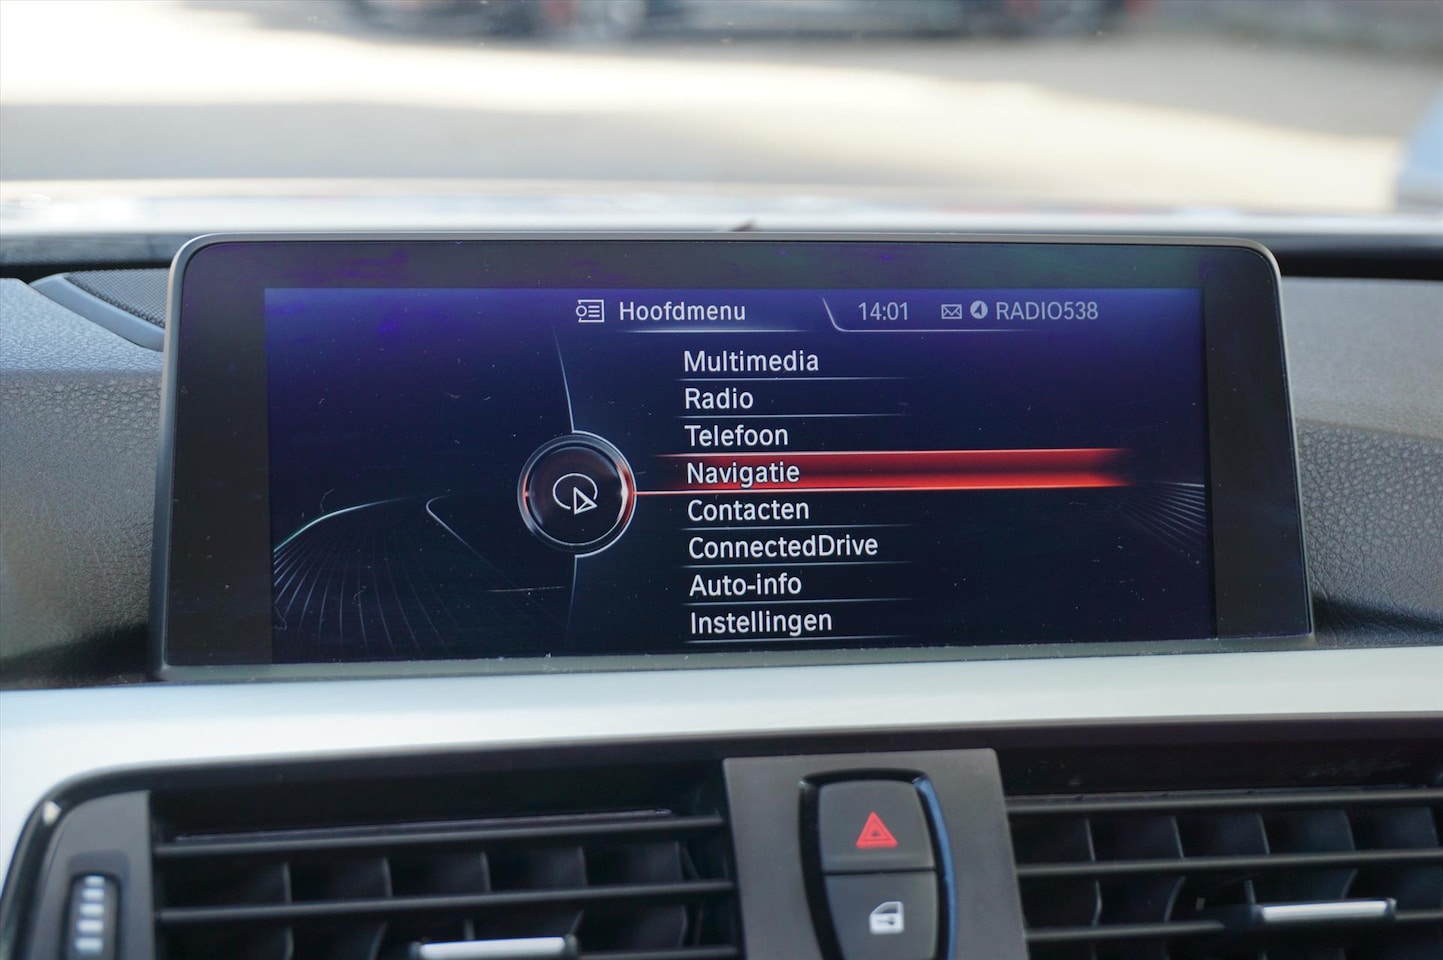 Hoofdmenu 14:01 RADIO538
Multimedia
Radio
Telefoon
Navigatie
Contacten
ConnectedDrive
Auto-info
Instellingen